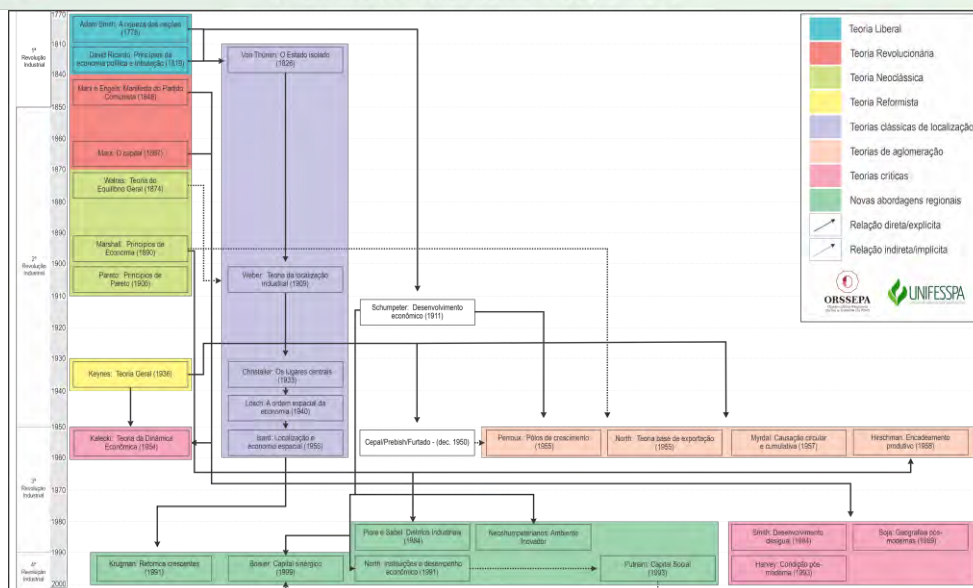 1770
1810
1840
1850
1860
1870
1880
1890
1900
1910
1920
1930
1940
1950
1960
1970
1980
1990
2000
1ª
Revolução
Industrial
2ª
Revolução
Industrial
3ª
Revolução
Industrial
4ª
Revolução
Industrial
Adam Smith: A riqueza das nações
David Ricardo: Princípios da
economia política e tributação
Von Thünen: O Estado isolado
(1826)
Marx e Engels: Manifesto do Partido
Comunista (1848)
Marx: O capital (1867)
Walras: Teoria do
Equilíbrio Geral (1874)
Marshall: Princípios de
Economia (1890)
Pareto: Princípios de
Pareto (1900)
Weber: Teoria da localização
industrial (1909)
Schumpeter: Desenvolvimento
econômico (1911)
Keynes: Teoria Geral (1936)
Christaller: Os lugares centrais
(1933)
Losch: A ordem espacial da
economia (1940)
Kalecki: Teoria da Dinâmica
Econômica (1954)
Isard: Localização e
economia espacial (1956)
Cepal/Prebish/Furtado - (dec. 1950)
Perroux: Pólos de crescimento
(1955)
North: Teoria base de exportação
(1955)
Myrdal: Causação circular
e cumulativa (1957)
Hirschman: Encadeamento
produtivo (1958)
Piore e Sabel: Distritos Industriais
(1984)
Neoshumpeterianos: Ambiente
Inovador
Smith: Desenvolvimento
desigual (1984)
Soja: Geografias pós-
modernas (1989)
Krugman: Retornos crescentes
(1991)
Boisier: Capital sinérgico
(1999)
North: Instituições e desempenho
econômico (1991)
Putnam: Capital Social
(1993)
Harvey: Condição pós-
moderna (1993)
Teoria Liberal
Teoria Revolucionária
Teoria Neoclássica
Teoria Reformista
Teorias clássicas de localização
Teorias de aglomeração
Teorias críticas
Novas abordagens regionais
Relação direta/explícita
Relação indireta/implícita
ORSSEPA
UNIFESSPA